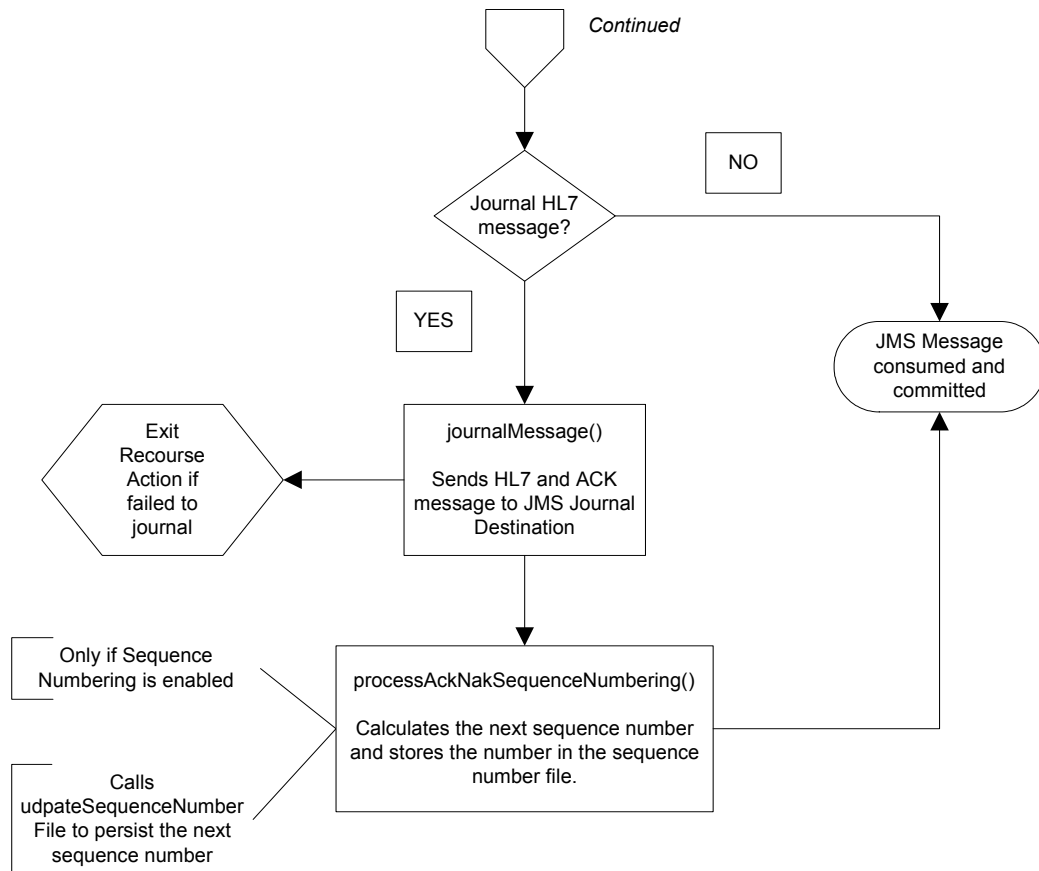 Continued
NO
Journal HL7
message?
YES
JMS Message
consumed and
committed
Exit
Recourse
Action if
failed to
journal
journalMessage()
Sends HL7 and ACK
message to JMS Journal
Destination
Only if Sequence
Numbering is enabled
processAckNakSequenceNumbering()
Calculates the next sequence number
and stores the number in the sequence
number file.
Calls
udpateSequenceNumber
File to persist the next
sequence number